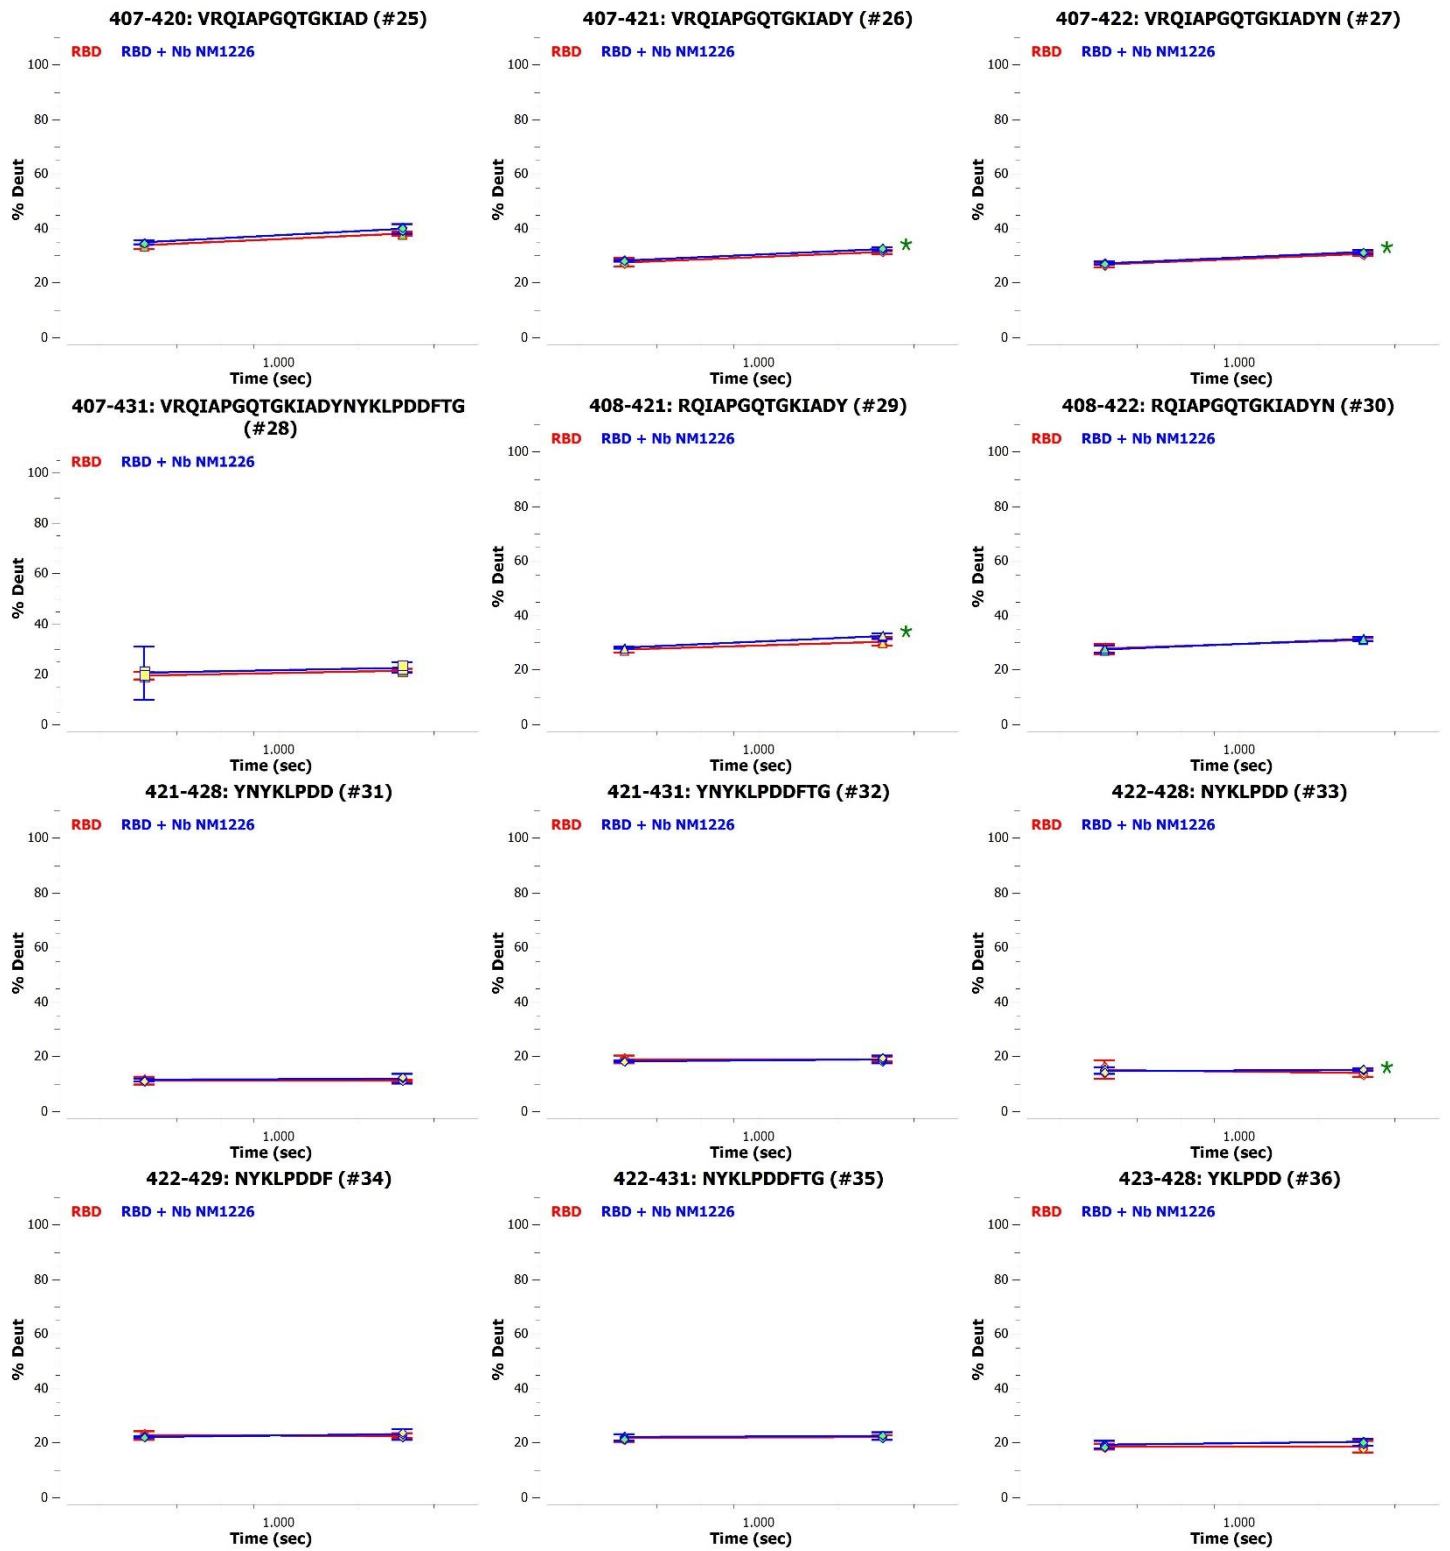 407-420: VRQIAPGQTGKIAD (#25)
RBD RBD + Nb NM1226
100
80
60
40
20
0
% Deut
1.000
Time (sec)
407-421: VRQIAPGQTGKIADY (#26)
RBD RBD + Nb NM1226
100
80
60
40
20
0
% Deut
*
1.000
Time (sec)
407-422: VRQIAPGQTGKIADYN (#27)
RBD RBD + Nb NM1226
100
80
60
40
20
0
% Deut
*
1.000
Time (sec)
407-431: VRQIAPGQTGKIADYNYKLPDDFTG
(#28)
RBD RBD + Nb NM1226
100
80
60
40
20
0
% Deut
1.000
Time (sec)
408-421: RQIAPGQTGKIADY (#29)
RBD RBD + Nb NM1226
100
80
60
40
20
0
% Deut
*
1.000
Time (sec)
408-422: RQIAPGQTGKIADYN (#30)
RBD RBD + Nb NM1226
100
80
60
40
20
0
% Deut
1.000
Time (sec)
421-428: YNYKLPDD (#31)
RBD RBD + Nb NM1226
100
80
60
40
20
0
% Deut
1.000
Time (sec)
421-431: YNYKLPDDFTG (#32)
RBD RBD + Nb NM1226
100
80
60
40
20
0
% Deut
1.000
Time (sec)
422-428: NYKLPDD (#33)
RBD RBD + Nb NM1226
100
80
60
40
20
0
% Deut
*
1.000
Time (sec)
422-429: NYKLPDDF (#34)
RBD RBD + Nb NM1226
100
80
60
40
20
0
% Deut
1.000
Time (sec)
422-431: NYKLPDDFTG (#35)
RBD RBD + Nb NM1226
100
80
60
40
20
0
% Deut
1.000
Time (sec)
423-428: YKLPDD (#36)
RBD RBD + Nb NM1226
100
80
60
40
20
0
% Deut
1.000
Time (sec)